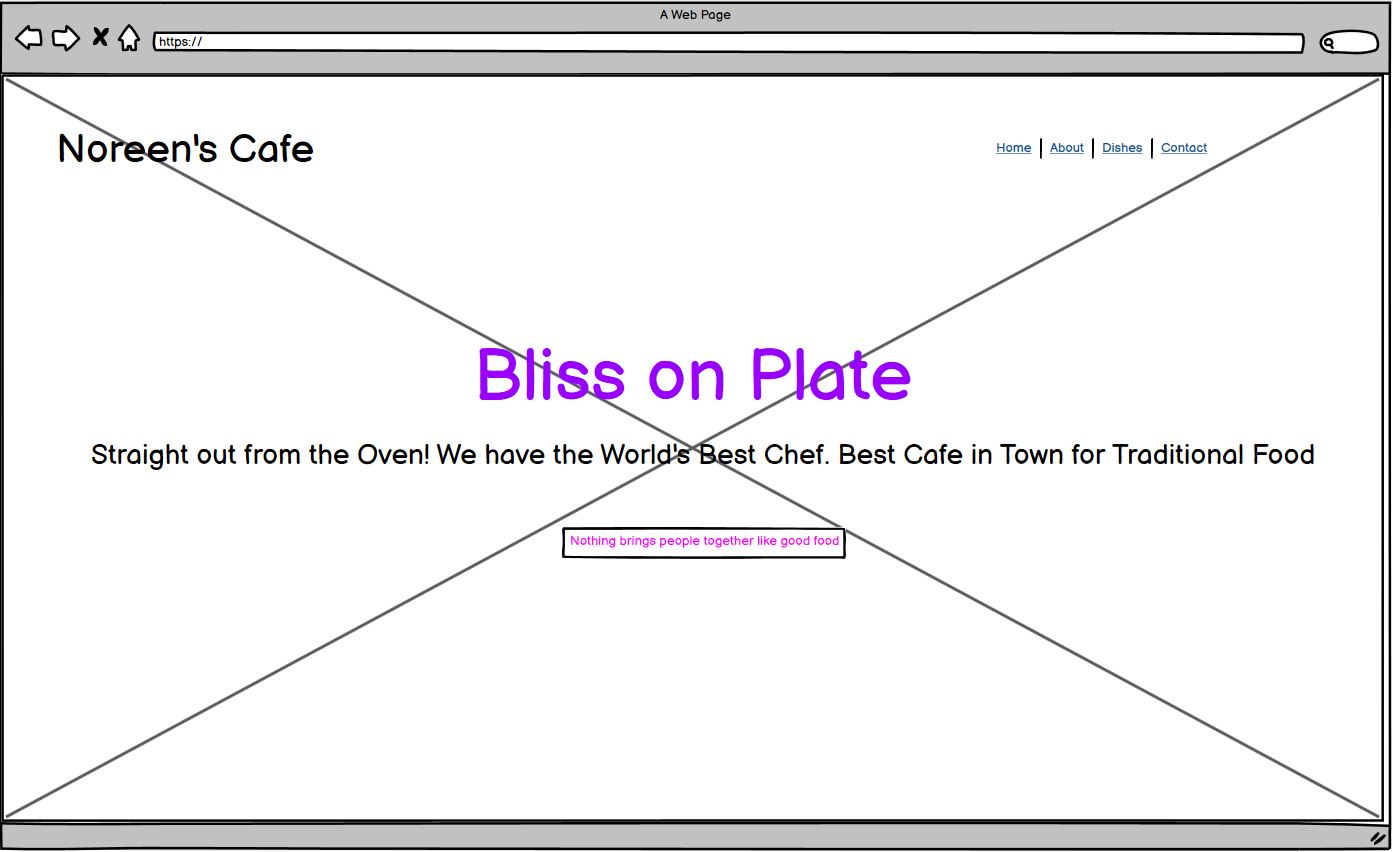 A Web Page
https://
Noreen's Cafe
Home | About | Dishes | Contact
Bliss on Plate
Straight out from the Oven! We have the World's Best Chef. Best Cafe in Town for Traditional Food
Nothing brings people together like good food